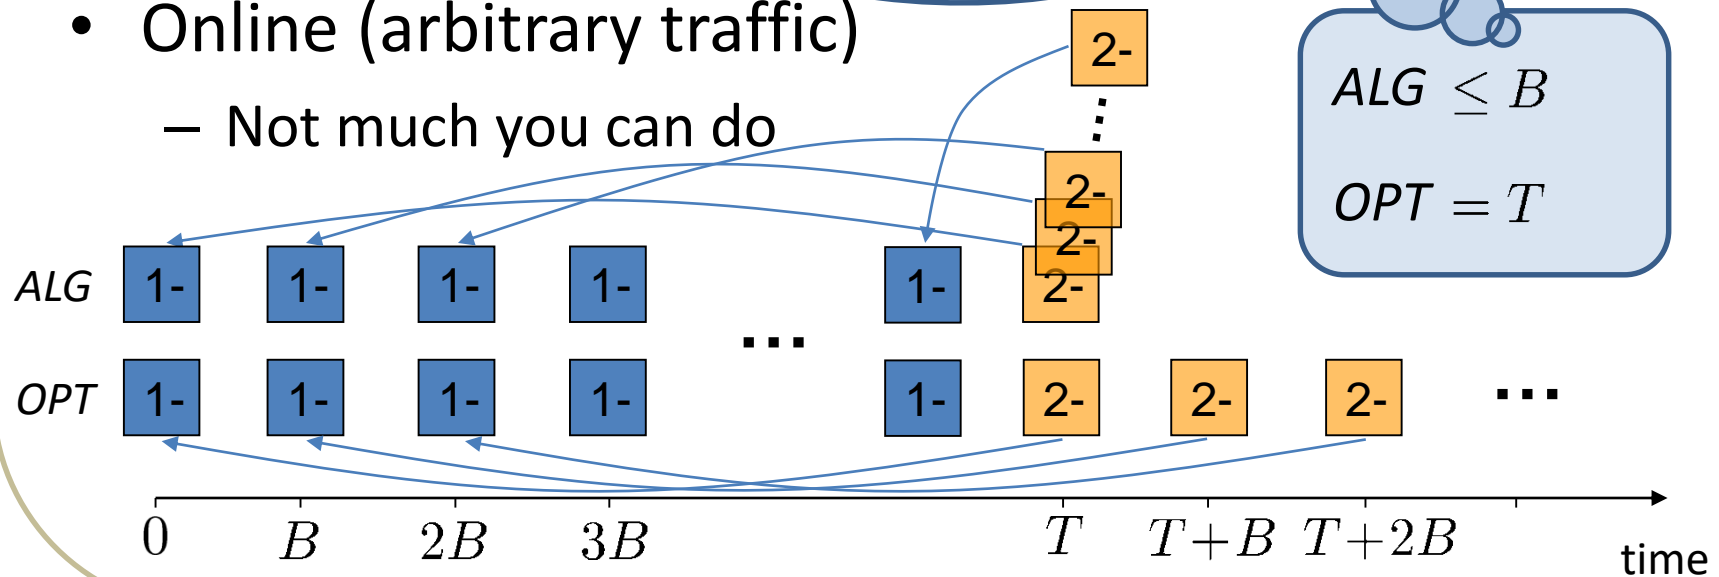 • Online (arbitrary traffic)
– Not much you can do
2-
2-
2-
2-
ALG ≤ B
OPT = T
ALG 1- 1- 1- 1- ... 1-
OPT 1- 1- 1- 1- 1- 2- 2- 2- ...
0 B 2B 3B T T+B T+2B
time